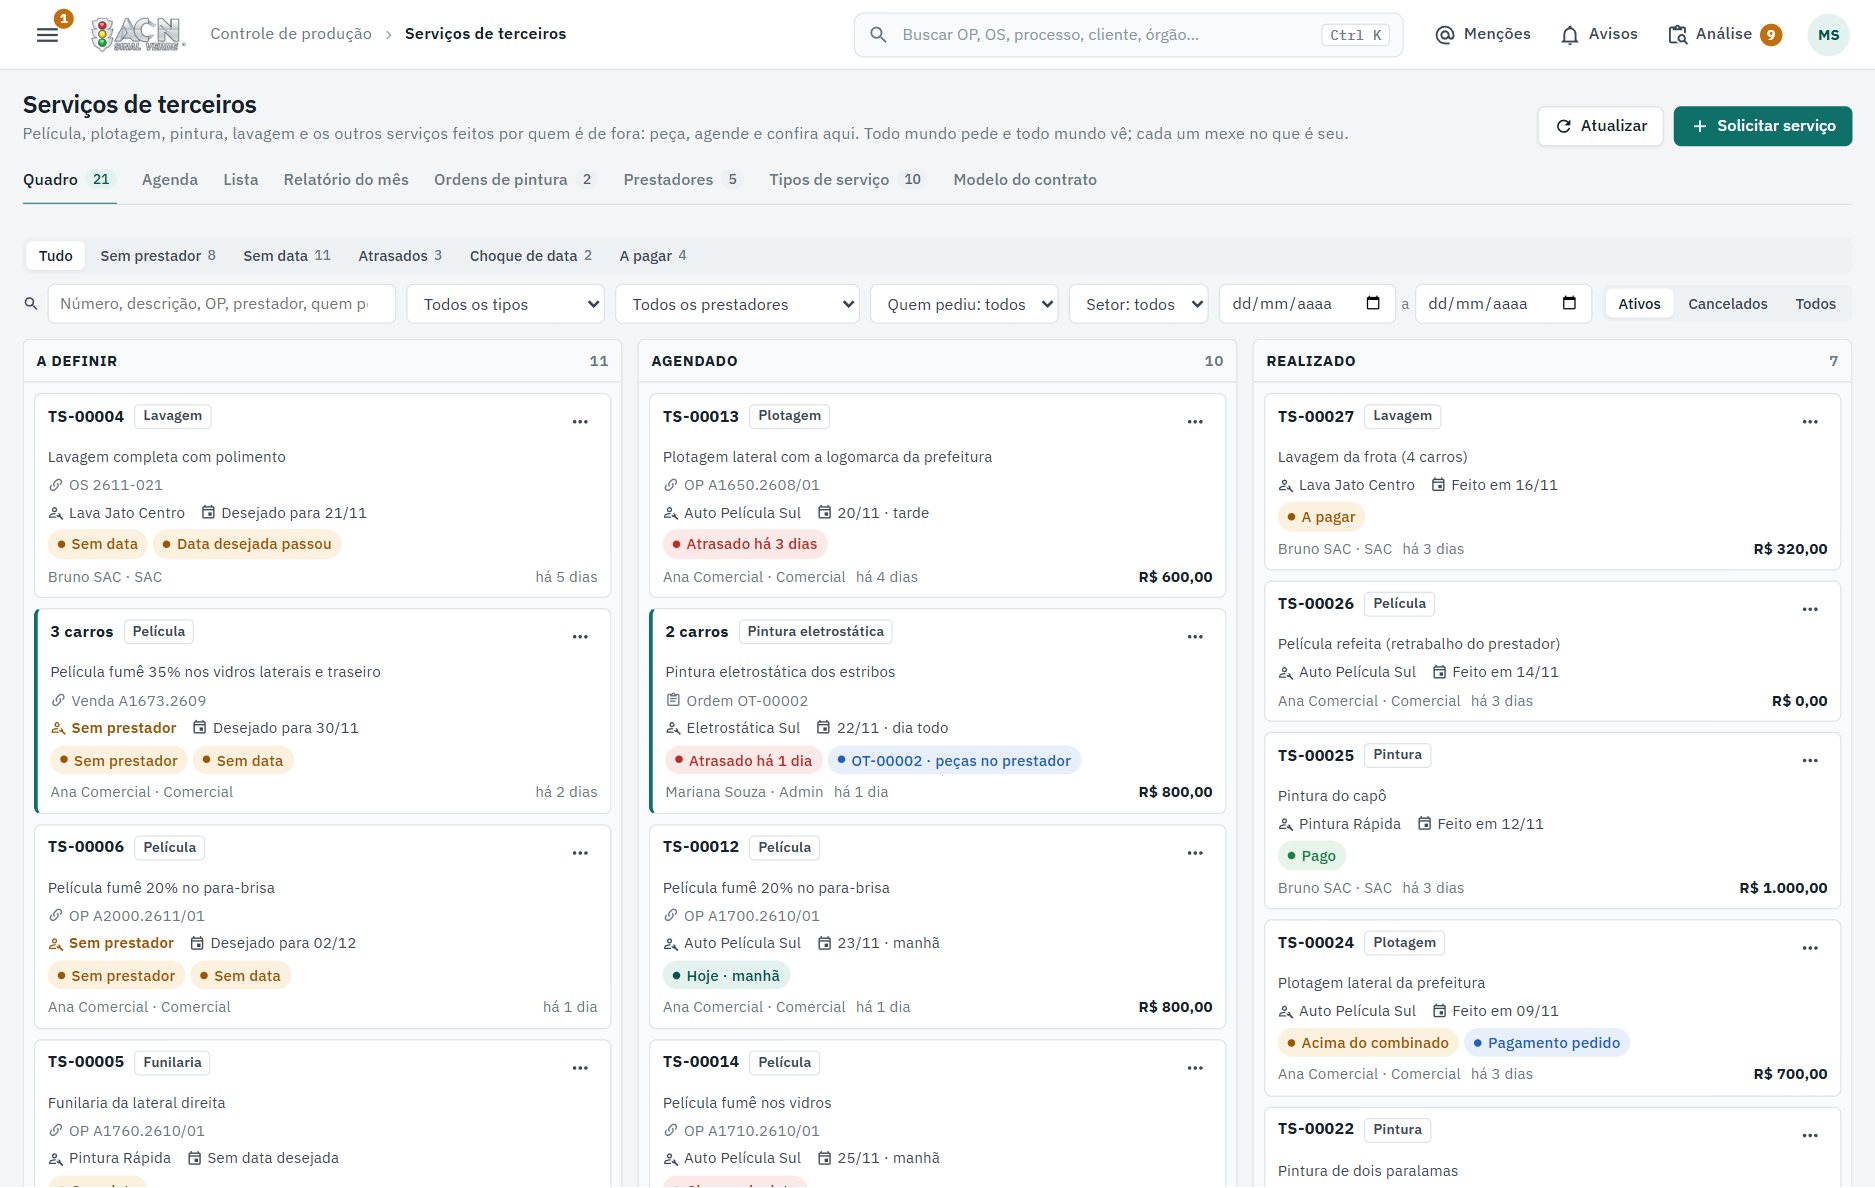 1
ACN
SINAL VERDE
Controle de produção › Serviços de terceiros
Buscar OP, OS, processo, cliente, órgão...
Ctrl K
Menções
Avisos
Análise 9
MS
Serviços de terceiros
Película, plotagem, pintura, lavagem e os outros serviços feitos por quem é de fora: peça, agende e confira aqui. Todo mundo pede e todo mundo vê; cada um mexe no que é seu.
Atualizar
+ Solicitar serviço
Quadro 21 Agenda Lista Relatório do mês Ordens de pintura 2 Prestadores 5 Tipos de serviço 10 Modelo do contrato
Tudo Sem prestador 8 Sem data 11 Atrasados 3 Choque de data 2 A pagar 4
Número, descrição, OP, prestador, quem p
Todos os tipos
Todos os prestadores
Quem pediu: todos
Setor: todos
dd/mm/aaaa a dd/mm/aaaa
Ativos Cancelados Todos
A DEFINIR 11
TS-00004 Lavagem
Lavagem completa com polimento
OS 2611-021
Lava Jato Centro Desejado para 21/11
Sem data Data desejada passou
Bruno SAC · SAC há 5 dias
3 carros Película
Película fumê 35% nos vidros laterais e traseiro
Venda A1673.2609
Sem prestador Desejado para 30/11
Sem prestador Sem data
Ana Comercial · Comercial há 2 dias
TS-00006 Película
Película fumê 20% no para-brisa
OP A2000.2611/01
Sem prestador Desejado para 02/12
Sem prestador Sem data
Ana Comercial · Comercial há 1 dia
TS-00005 Funilaria
Funilaria da lateral direita
OP A1760.2610/01
Pintura Rápida Sem data desejada
AGENDADO 10
TS-00013 Plotagem
Plotagem lateral com a logomarca da prefeitura
OP A1650.2608/01
Auto Película Sul 20/11 · tarde
Atrasado há 3 dias
Ana Comercial · Comercial há 4 dias R$ 600,00
2 carros Pintura eletrostática
Pintura eletrostática dos estribos
Ordem OT-00002
Eletrostática Sul 22/11 · dia todo
Atrasado há 1 dia OT-00002 · peças no prestador
Mariana Souza · Admin há 1 dia R$ 800,00
TS-00012 Película
Película fumê 20% no para-brisa
OP A1700.2610/01
Auto Película Sul 23/11 · manhã
Hoje · manhã
Ana Comercial · Comercial há 1 dia R$ 800,00
TS-00014 Película
Película fumê nos vidros
OP A1710.2610/01
Auto Película Sul 25/11 · manhã
REALIZADO 7
TS-00027 Lavagem
Lavagem da frota (4 carros)
Lava Jato Centro Feito em 16/11
A pagar
Bruno SAC · SAC há 3 dias R$ 320,00
TS-00026 Película
Película refeita (retrabalho do prestador)
Auto Película Sul Feito em 14/11
Ana Comercial · Comercial há 3 dias R$ 0,00
TS-00025 Pintura
Pintura do capô
Pintura Rápida Feito em 12/11
Pago
Bruno SAC · SAC há 3 dias R$ 1.000,00
TS-00024 Plotagem
Plotagem lateral da prefeitura
Auto Película Sul Feito em 09/11
Acima do combinado Pagamento pedido
Ana Comercial · Comercial há 3 dias R$ 700,00
TS-00022 Pintura
Pintura de dois paralamas